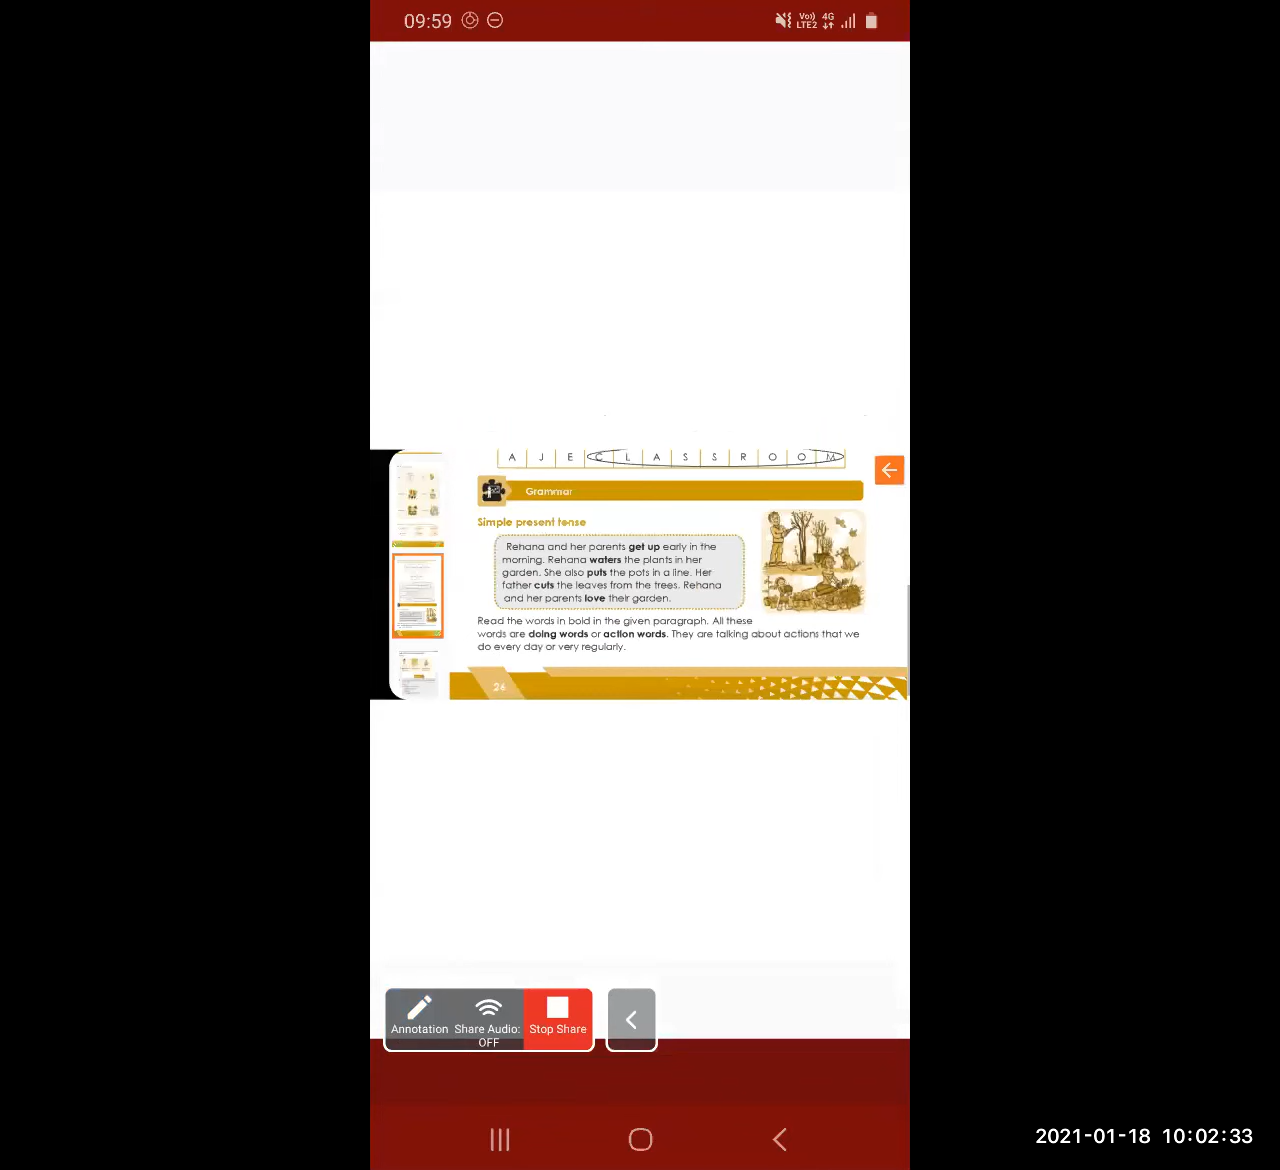 09:59 Vo)) 4G
LTE2
A J E C L A S S R O O M
Grammar
Simple present tense
Rehana and her parents get up early in the
morning. Rehana waters the plants in her
garden. She also puts the pots in a line. Her
father cuts the leaves from the trees. Rehana
and her parents love their garden.
Read the words in bold in the given paragraph. All these
words are doing words or action words. They are talking about actions that we
do every day or very regularly.
26
Annotation Share Audio: Stop Share
OFF
2021-01-18 10:02:33